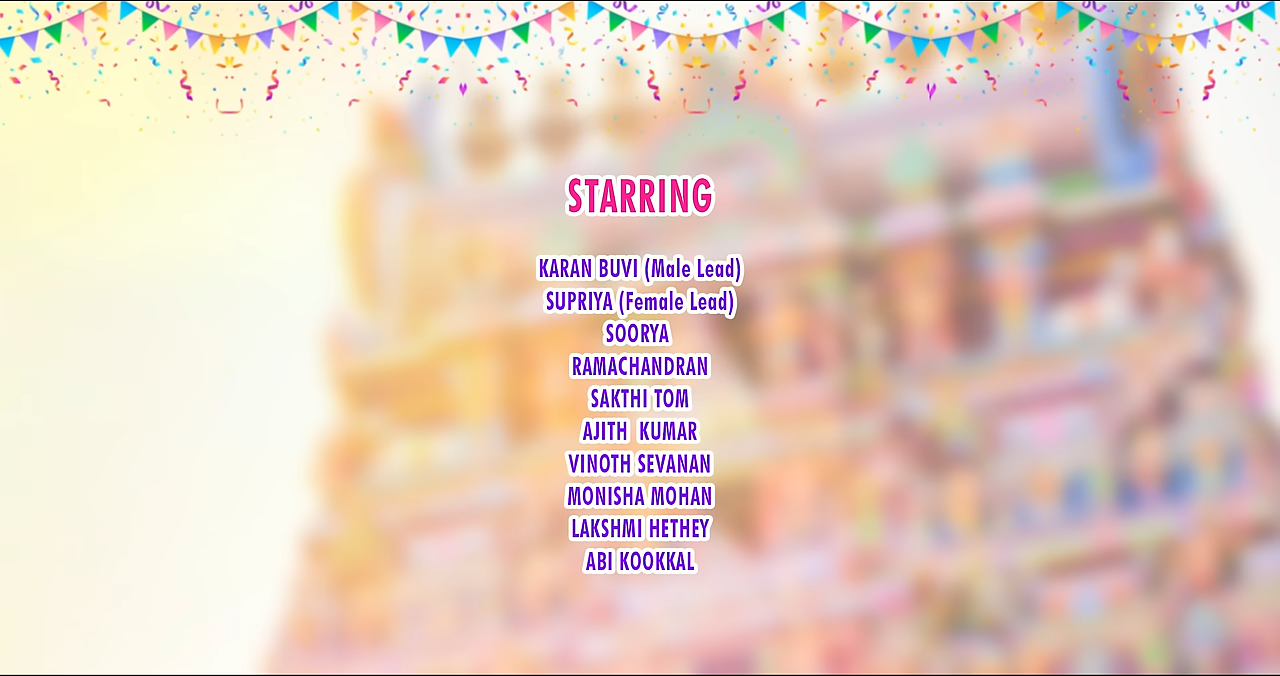 STARRING
KARAN BUVI (Male Lead)
SUPRIYA (Female Lead)
SOORYA
RAMACHANDRAN
SAKTHI TOM
AJITH  KUMAR
VINOTH SEVANAN
MONISHA MOHAN
LAKSHMI HETHEY
ABI KOOKKAL